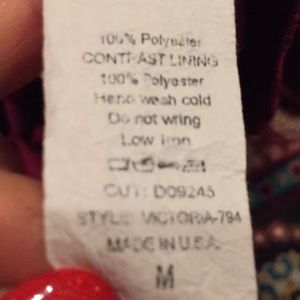 100% Polyester
CONTRAST LINING
100% Polyester
Hand wash cold
Do not wring
Low Iron
CUT: D09245
STYLE: VICTORIA-794
MADE IN U.S.A.
M